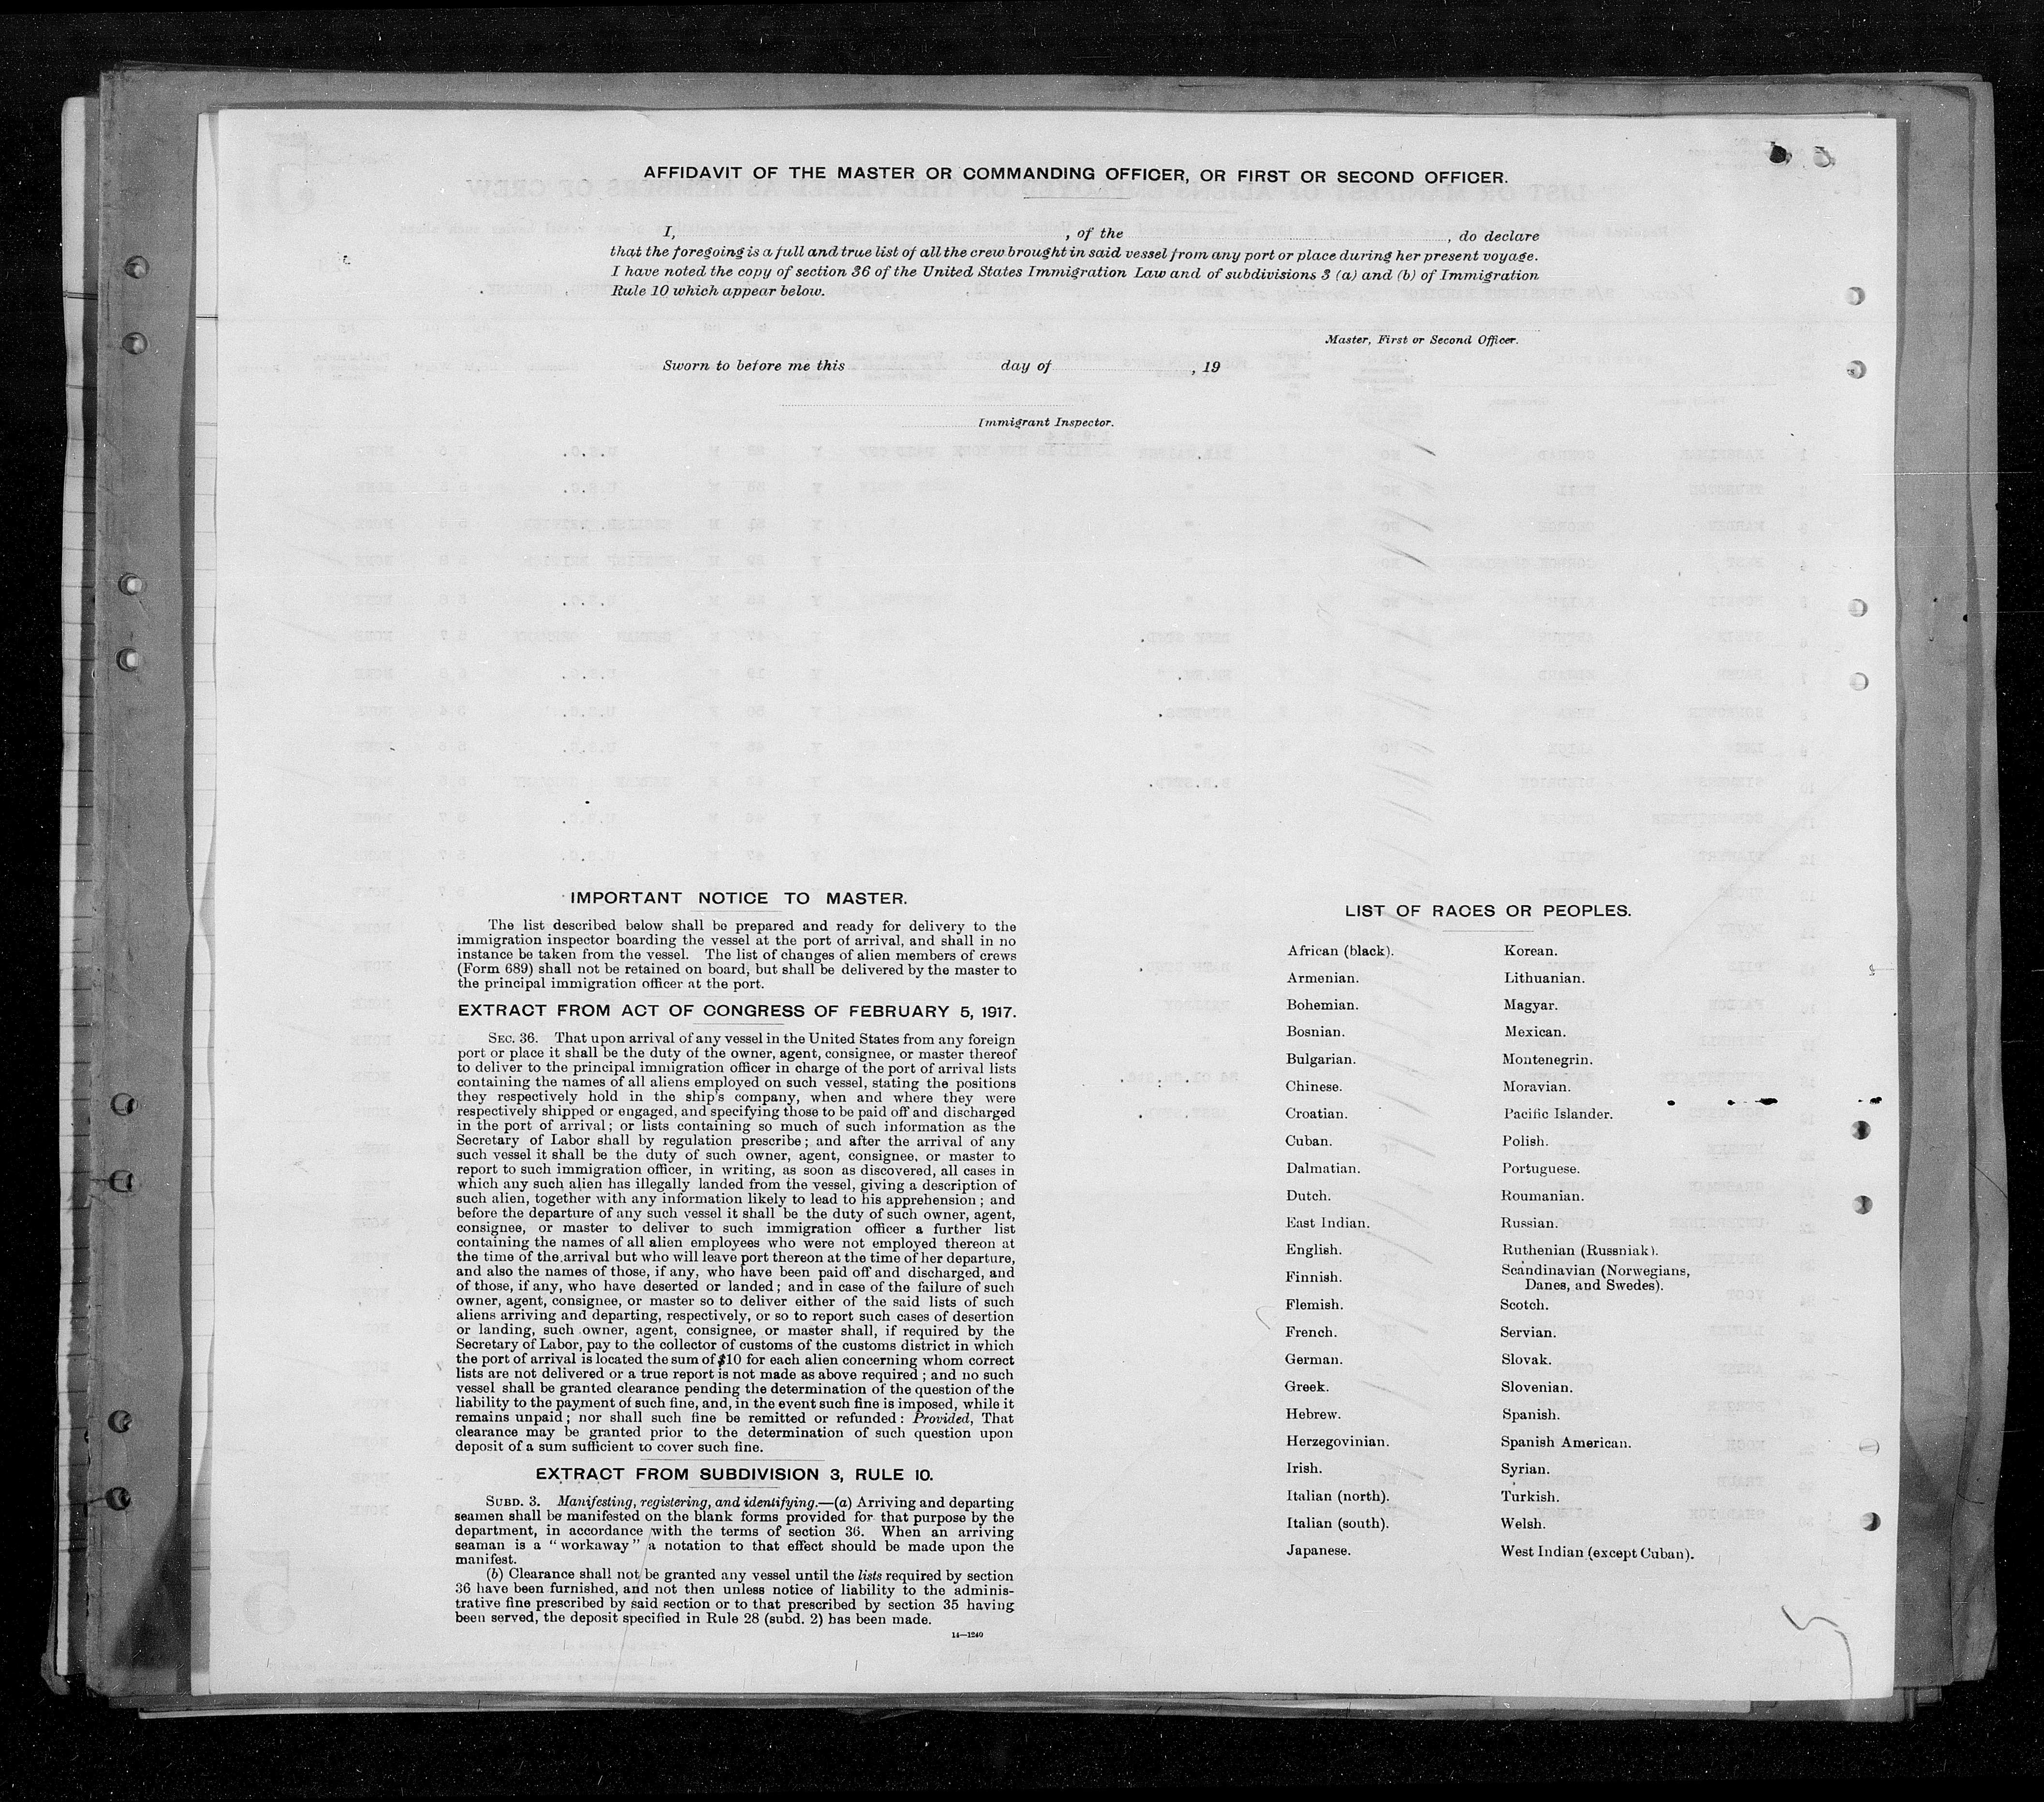 AFFIDAVIT OF THE MASTER OR COMMANDING OFFICER, OR FIRST OR SECOND OFFICER.
I, , of the , do declare
that the foregoing is a full and true list of all the crew brought in said vessel from any port or place during her present voyage.
I have noted the copy of section 36 of the United States Immigration Law and of subdivisions 3 (a) and (b) of Immigration
Rule 10 which appear below.
Master, First or Second Officer.
Sworn to before me this day of , 19
Immigrant Inspector.
IMPORTANT NOTICE TO MASTER.
The list described below shall be prepared and ready for delivery to the
immigration inspector boarding the vessel at the port of arrival, and shall in no
instance be taken from the vessel. The list of changes of alien members of crews
(Form 689) shall not be retained on board, but shall be delivered by the master to
the principal immigration officer at the port.
EXTRACT FROM ACT OF CONGRESS OF FEBRUARY 5, 1917.
SEC. 36. That upon arrival of any vessel in the United States from any foreign
port or place it shall be the duty of the owner, agent, consignee, or master thereof
to deliver to the principal immigration officer in charge of the port of arrival lists
containing the names of all aliens employed on such vessel, stating the positions
they respectively hold in the ship's company, when and where they were
respectively shipped or engaged, and specifying those to be paid off and discharged
in the port of arrival; or lists containing so much of such information as the
Secretary of Labor shall by regulation prescribe; and after the arrival of any
such vessel it shall be the duty of such owner, agent, consignee, or master to
report to such immigration officer, in writing, as soon as discovered, all cases in
which any such alien has illegally landed from the vessel, giving a description of
such alien, together with any information likely to lead to his apprehension; and
before the departure of any such vessel it shall be the duty of such owner, agent,
consignee, or master to deliver to such immigration officer a further list
containing the names of all alien employees who were not employed thereon at
the time of the arrival but who will leave port thereon at the time of her departure,
and also the names of those, if any, who have been paid off and discharged, and
of those, if any, who have deserted or landed; and in case of the failure of such
owner, agent, consignee, or master so to deliver either of the said lists of such
aliens arriving and departing, respectively, or so to report such cases of desertion
or landing, such owner, agent, consignee, or master shall, if required by the
Secretary of Labor, pay to the collector of customs of the customs district in which
the port of arrival is located the sum of $10 for each alien concerning whom correct
lists are not delivered or a true report is not made as above required; and no such
vessel shall be granted clearance pending the determination of the question of the
liability to the payment of such fine, and, in the event such fine is imposed, while it
remains unpaid; nor shall such fine be remitted or refunded: Provided, That
clearance may be granted prior to the determination of such question upon
deposit of a sum sufficient to cover such fine.
EXTRACT FROM SUBDIVISION 3, RULE 10.
SUBD. 3. Manifesting, registering, and identifying.—(a) Arriving and departing
seamen shall be manifested on the blank forms provided for that purpose by the
department, in accordance with the terms of section 36. When an arriving
seaman is a "workaway" a notation to that effect should be made upon the
manifest.
(b) Clearance shall not be granted any vessel until the lists required by section
36 have been furnished, and not then unless notice of liability to the adminis-
trative fine prescribed by said section or to that prescribed by section 35 having
been served, the deposit specified in Rule 28 (subd. 2) has been made.
14—1240
LIST OF RACES OR PEOPLES.
African (black).
Armenian.
Bohemian.
Bosnian.
Bulgarian.
Chinese.
Croatian.
Cuban.
Dalmatian.
Dutch.
East Indian.
English.
Finnish.
Flemish.
French.
German.
Greek.
Hebrew.
Herzegovinian.
Irish.
Italian (north).
Italian (south).
Japanese.
Korean.
Lithuanian.
Magyar.
Mexican.
Montenegrin.
Moravian.
Pacific Islander.
Polish.
Portuguese.
Roumanian.
Russian.
Ruthenian (Russniak).
Scandinavian (Norwegians,
Danes, and Swedes).
Scotch.
Servian.
Slovak.
Slovenian.
Spanish.
Spanish American.
Syrian.
Turkish.
Welsh.
West Indian (except Cuban).